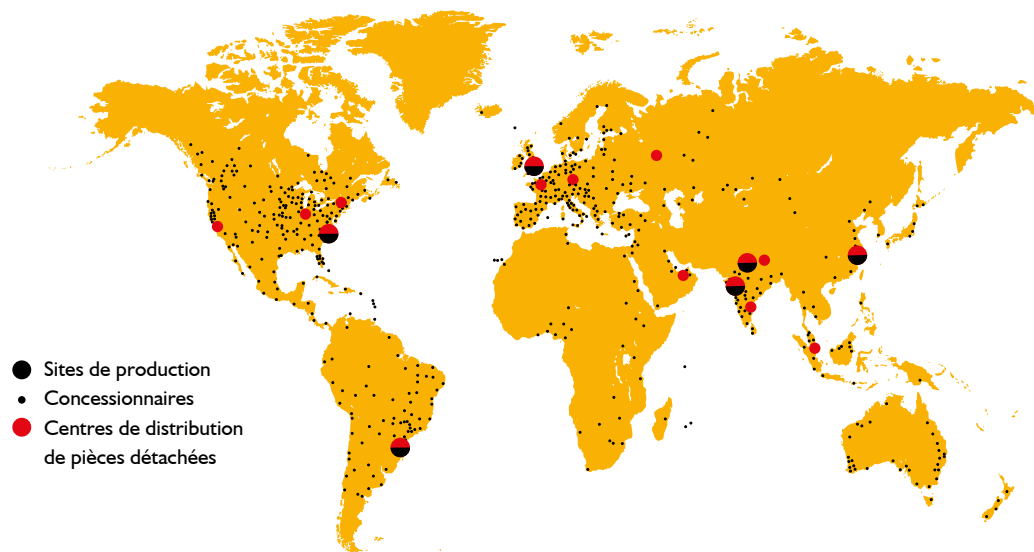 Sites de production
Concessionnaires
Centres de distribution
de pièces détachées